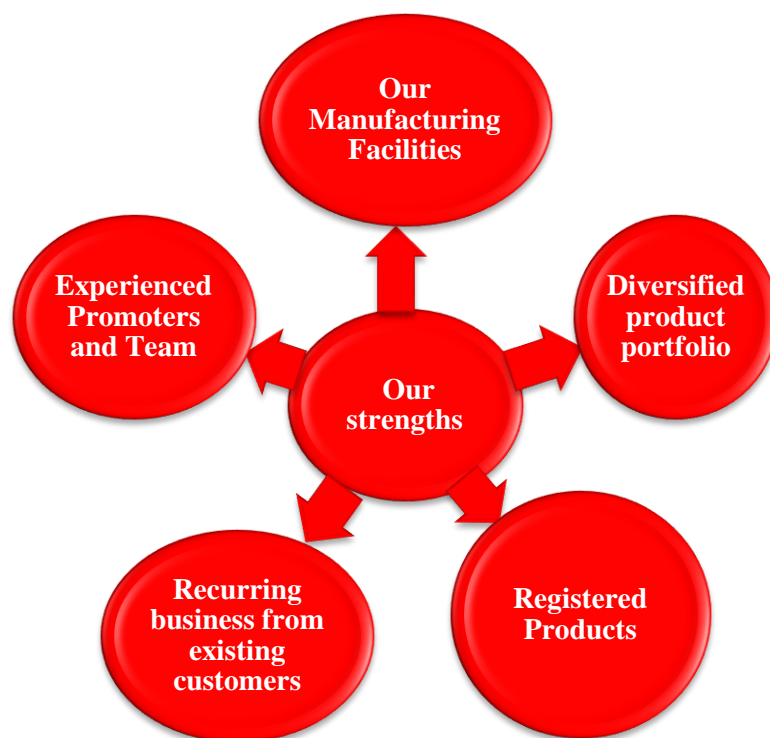 Our
Manufacturing
Facilities
Experienced
Promoters
and Team
Diversified
product
portfolio
Our
strengths
Recurring
business from
existing
customers
Registered
Products